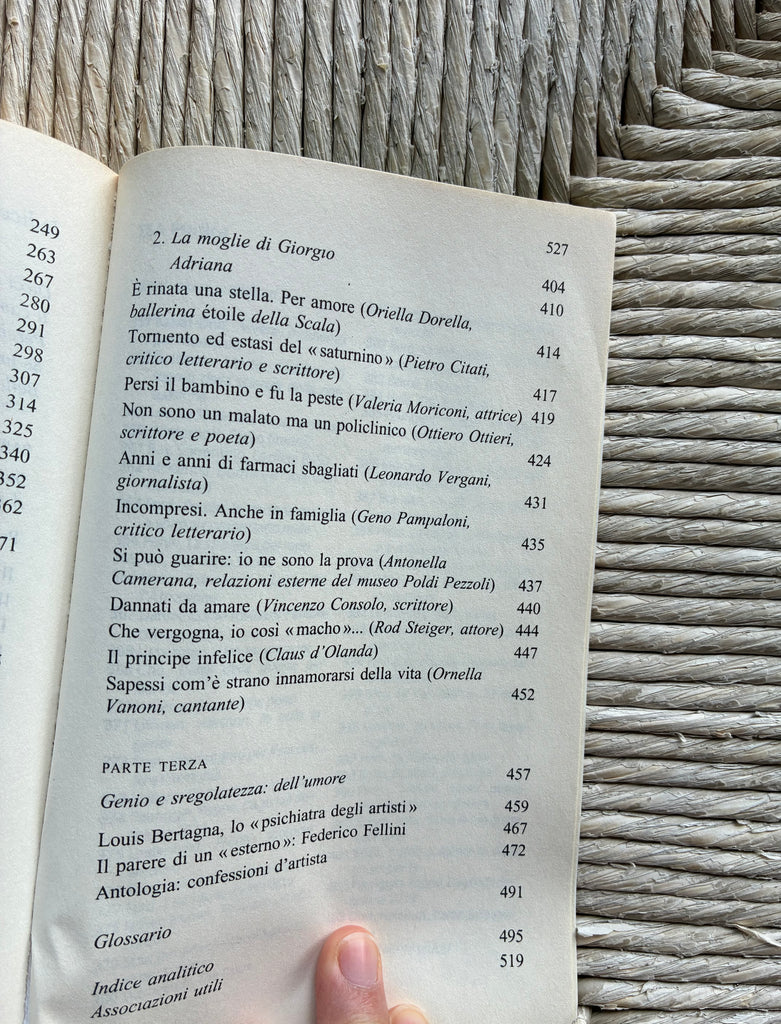 249
263
267
280
291
298
307
314
325
340
352
362
71
527
2. La moglie di Giorgio
Adriana 404
È rinata una stella. Per amore (Oriella Dorella, 410
ballerina étoile della Scala)
Tormento ed estasi del «saturnino» (Pietro Citati, 414
critico letterario e scrittore)
Persi il bambino e fu la peste (Valeria Moriconi, attrice) 417
Non sono un malato ma un policlinico (Ottiero Ottieri, 419
scrittore e poeta)
Anni e anni di farmaci sbagliati (Leonardo Vergani, 424
giornalista)
Incompresi. Anche in famiglia (Geno Pampaloni, 431
critico letterario)
Si può guarire: io ne sono la prova (Antonella 435
Camerana, relazioni esterne del museo Poldi Pezzoli) 437
Dannati da amare (Vincenzo Consolo, scrittore) 440
Che vergogna, io così «macho»... (Rod Steiger, attore) 444
Il principe infelice (Claus d'Olanda) 447
Sapessi com'è strano innamorarsi della vita (Ornella
Vanoni, cantante) 452
PARTE TERZA
Genio e sregolatezza: dell'umore 457
Louis Bertagna, lo «psichiatra degli artisti» 459
Il parere di un «esterno»: Federico Fellini 467
Antologia: confessioni d'artista 472
Glossario 491
Indice analitico 495
Associazioni utili 519